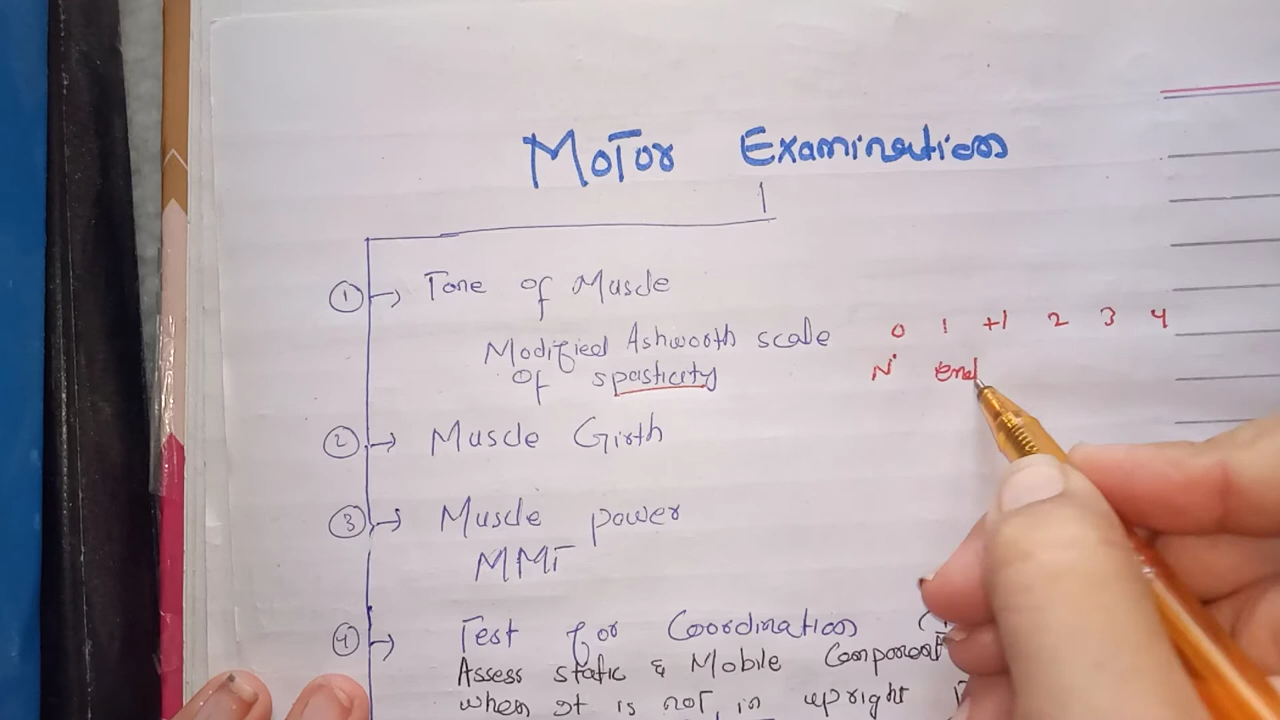 Motor Examination
① → Tone of Muscle
Modified Ashworth scale
of spasticity
0 1 +1 2 3 4
N end
② → Muscle Girth
③ → Muscle power
MMT
④ → Test for Coordination (
Assess static & Mobile Component
when It is not in upright